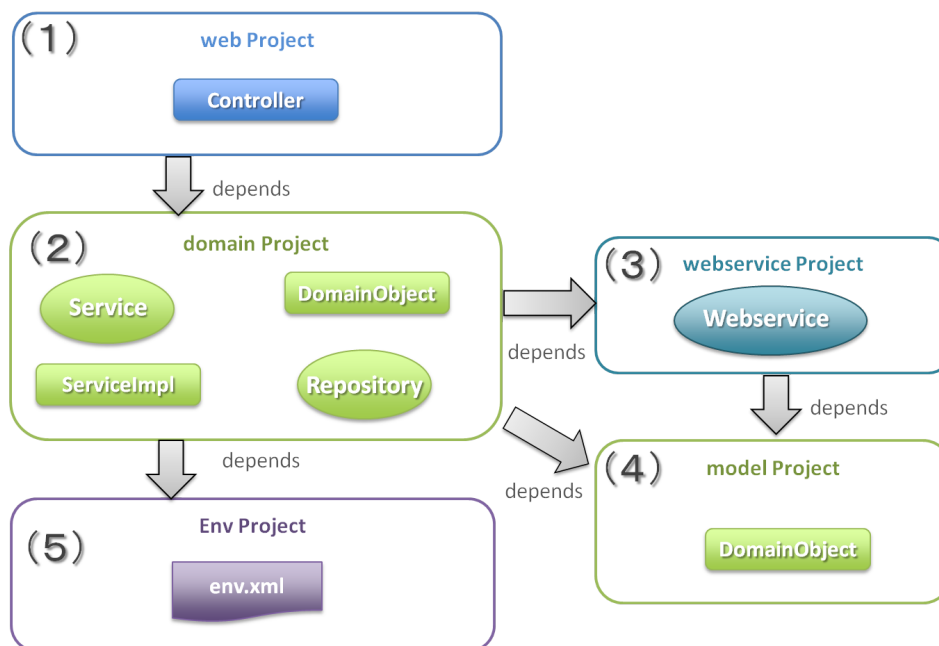 （1）
web Project
Controller
depends
（2）
domain Project
Service
DomainObject
ServiceImpl
Repository
depends
（3）
webservice Project
Webservice
depends
depends
（4）
model Project
DomainObject
depends
（5）
Env Project
env.xml